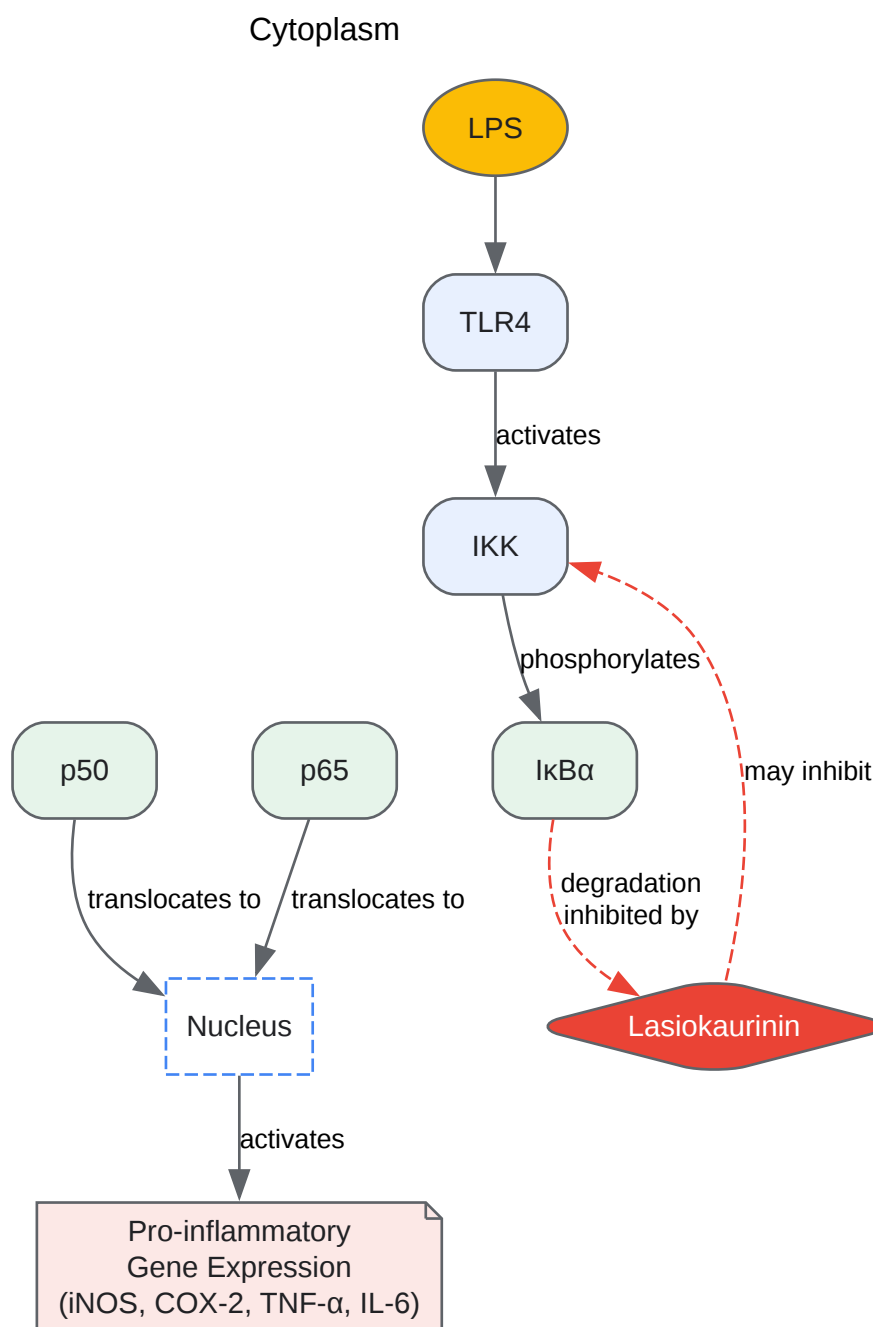 Cytoplasm
LPS
TLR4
activates
IKK
phosphorylates
p50
p65
IκBα
may inhibit
translocates to
translocates to
degradation
inhibited by
Nucleus
Lasiokaurinin
activates
Pro-inflammatory
Gene Expression
(iNOS, COX-2, TNF-α, IL-6)